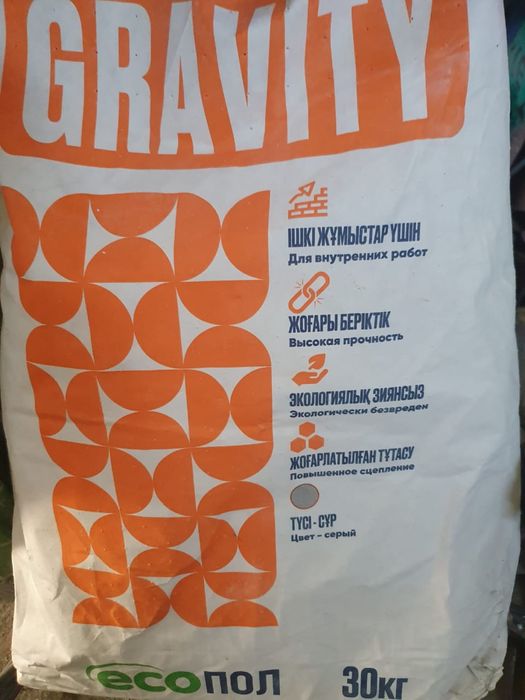 GRAVITY
ІШКІ ЖҰМЫСТАР ҮШІН
Для внутренних работ
ЖОҒАРЫ БЕРІКТІК
Высокая прочность
ЭКОЛОГИЯЛЫҚ ЗИЯНСЫЗ
Экологически безвреден
ЖОҒАРЛАТЫЛҒАН ТҰТАСУ
Повышенное сцепление
ТҮСІ - СҰР
Цвет - серый
ecoПОЛ
30КГ